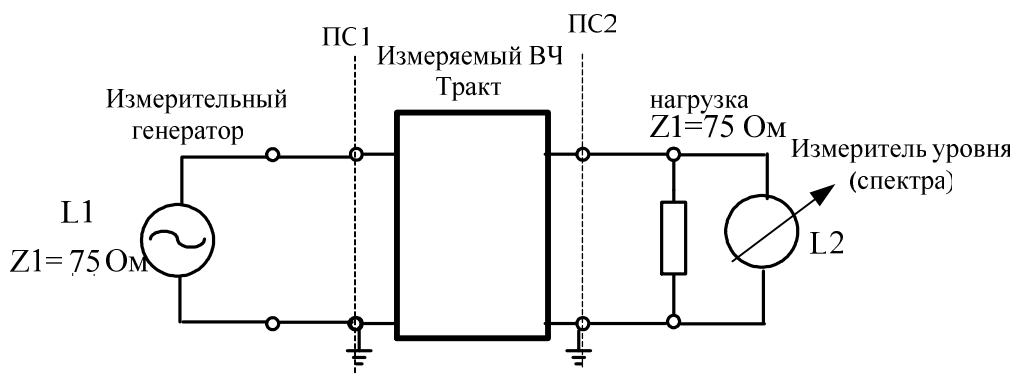 ПС1
ПС2
Измеряемый ВЧ
Тракт
Измерительный
генератор
нагрузка
Z1=75 Ом
Измеритель уровня
(спектра)
L1
Z1= 75 Ом
L2